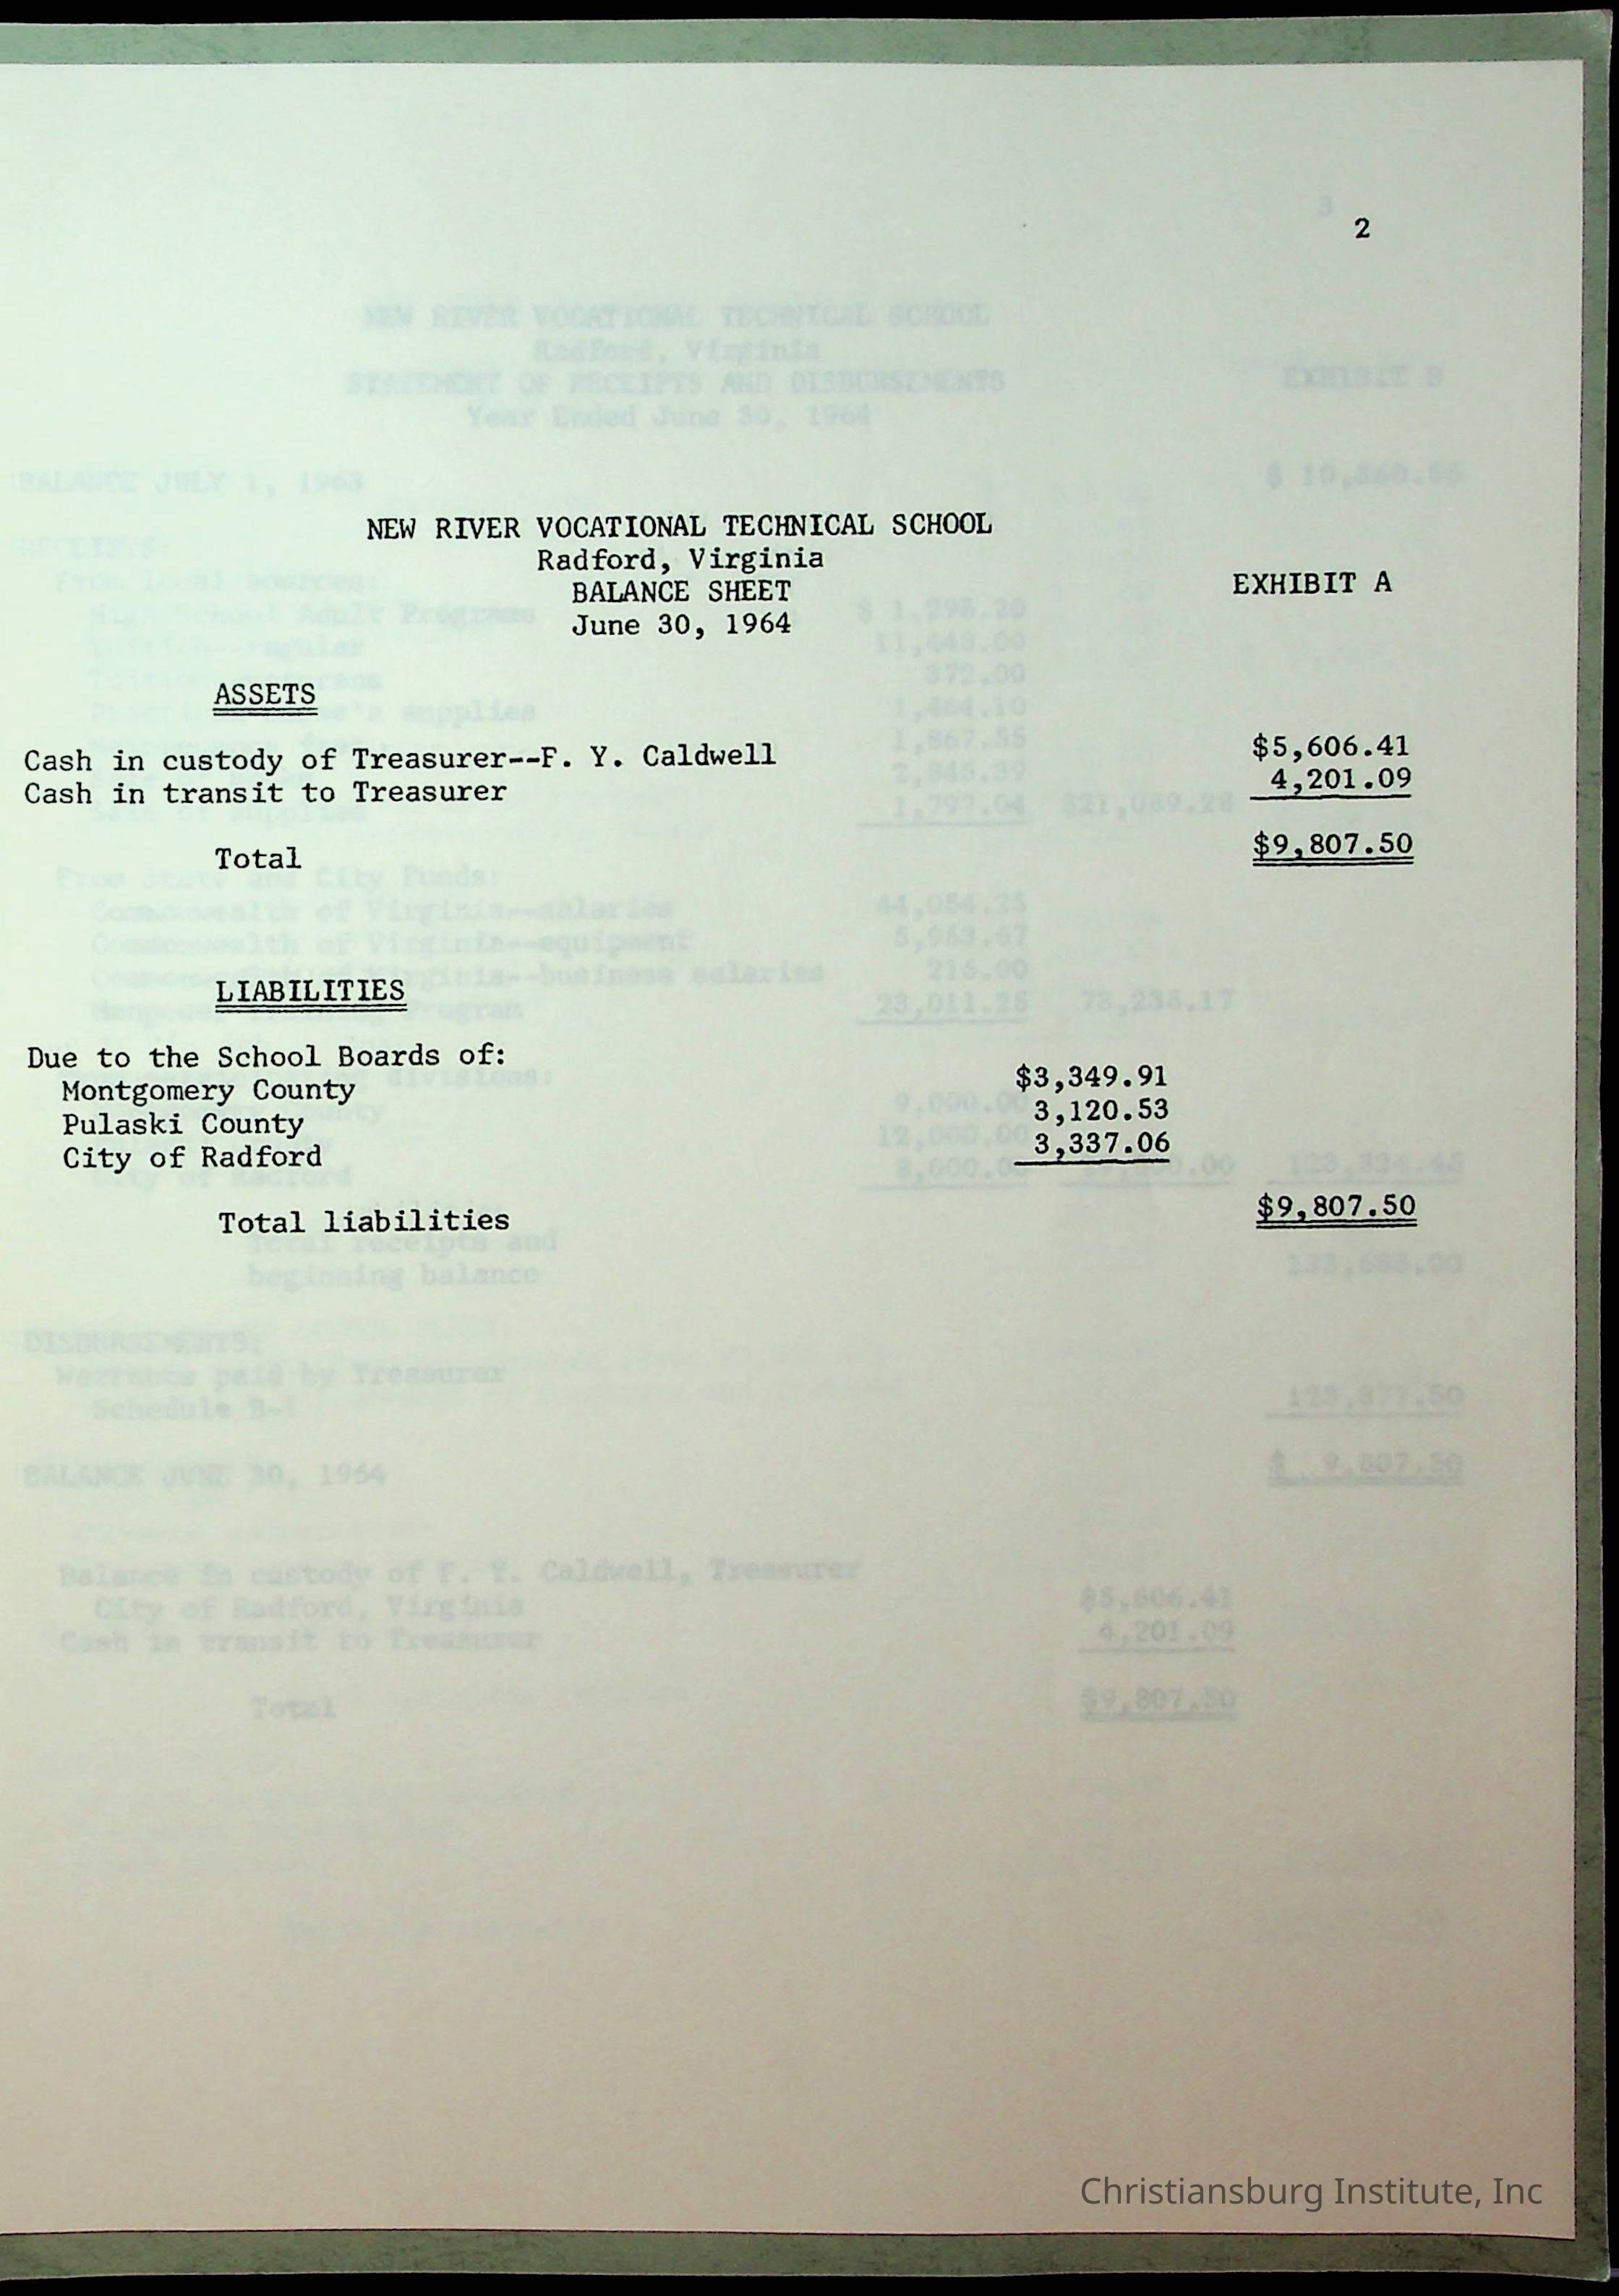 2
NEW RIVER VOCATIONAL TECHNICAL SCHOOL
Radford, Virginia
BALANCE SHEET
EXHIBIT A
June 30, 1964
ASSETS
Cash in custody of Treasurer--F. Y. Caldwell $5,606.41
Cash in transit to Treasurer 4,201.09
Total $9,807.50
LIABILITIES
Due to the School Boards of:
Montgomery County $3,349.91
Pulaski County 3,120.53
City of Radford 3,337.06
Total liabilities $9,807.50
Christiansburg Institute, Inc